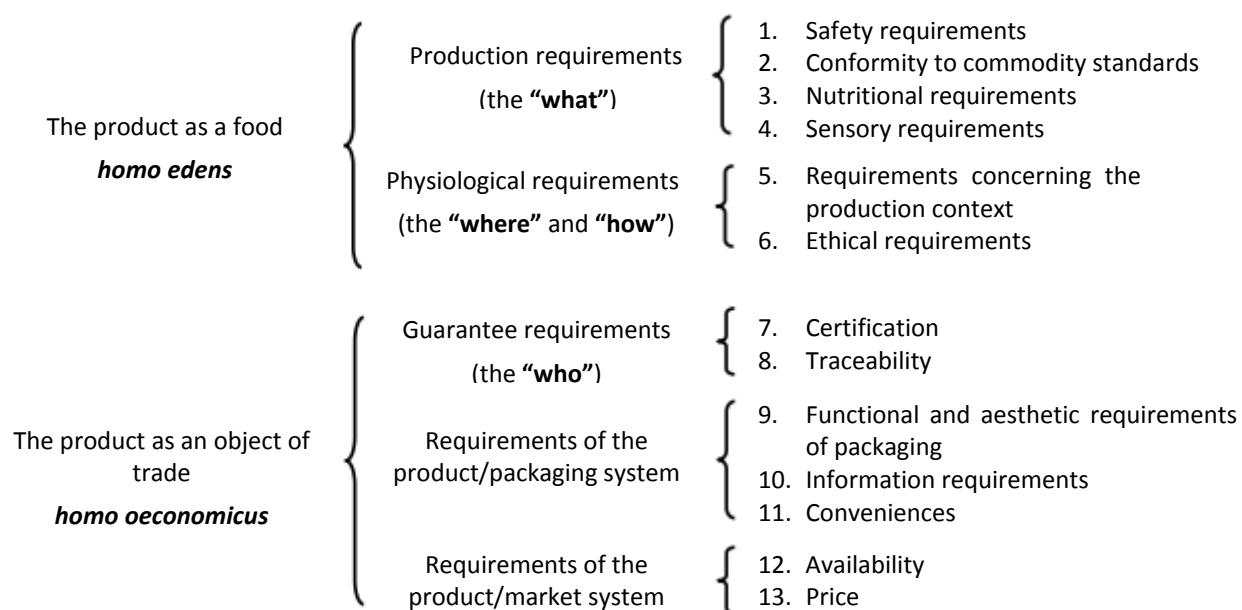 The product as a food
homo edens
Production requirements
(the “what”)
1. Safety requirements
2. Conformity to commodity standards
3. Nutritional requirements
4. Sensory requirements
Physiological requirements
(the “where” and “how”)
5. Requirements concerning the
production context
6. Ethical requirements
The product as an object of
trade
homo oeconomicus
Guarantee requirements
(the “who”)
7. Certification
8. Traceability
Requirements of the
product/packaging system
9. Functional and aesthetic requirements
of packaging
10. Information requirements
11. Conveniences
Requirements of the
product/market system
12. Availability
13. Price